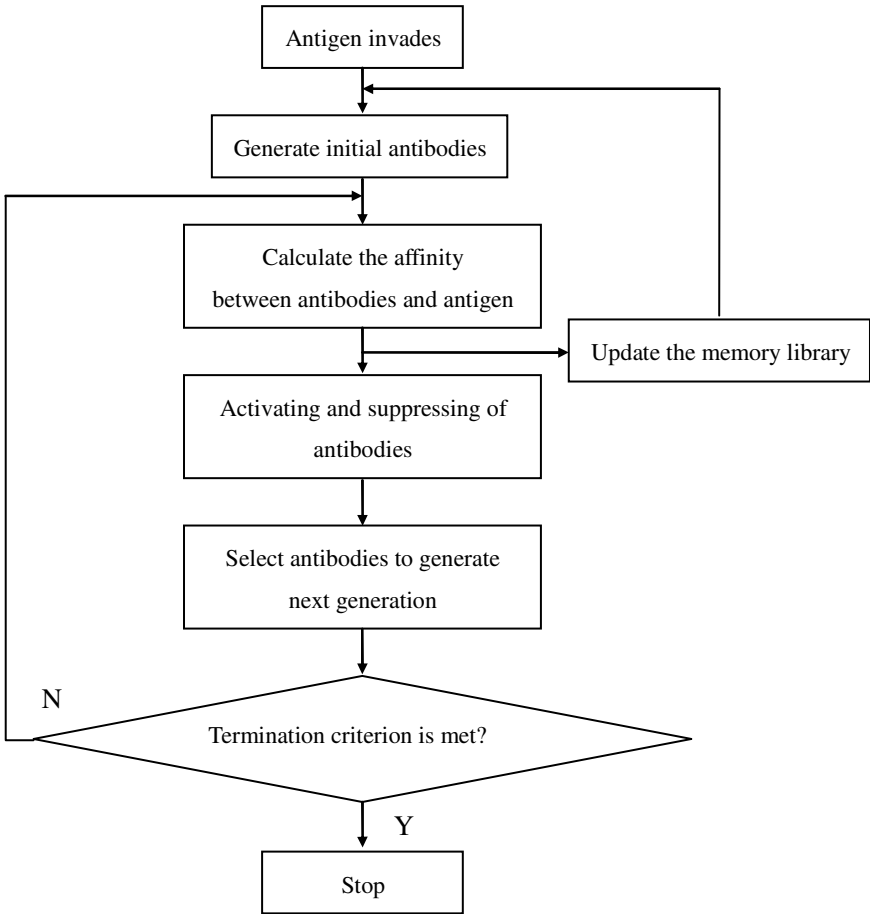 Antigen invades
Generate initial antibodies
Calculate the affinity
between antibodies and antigen
Update the memory library
Activating and suppressing of
antibodies
Select antibodies to generate
next generation
N
Termination criterion is met?
Y
Stop